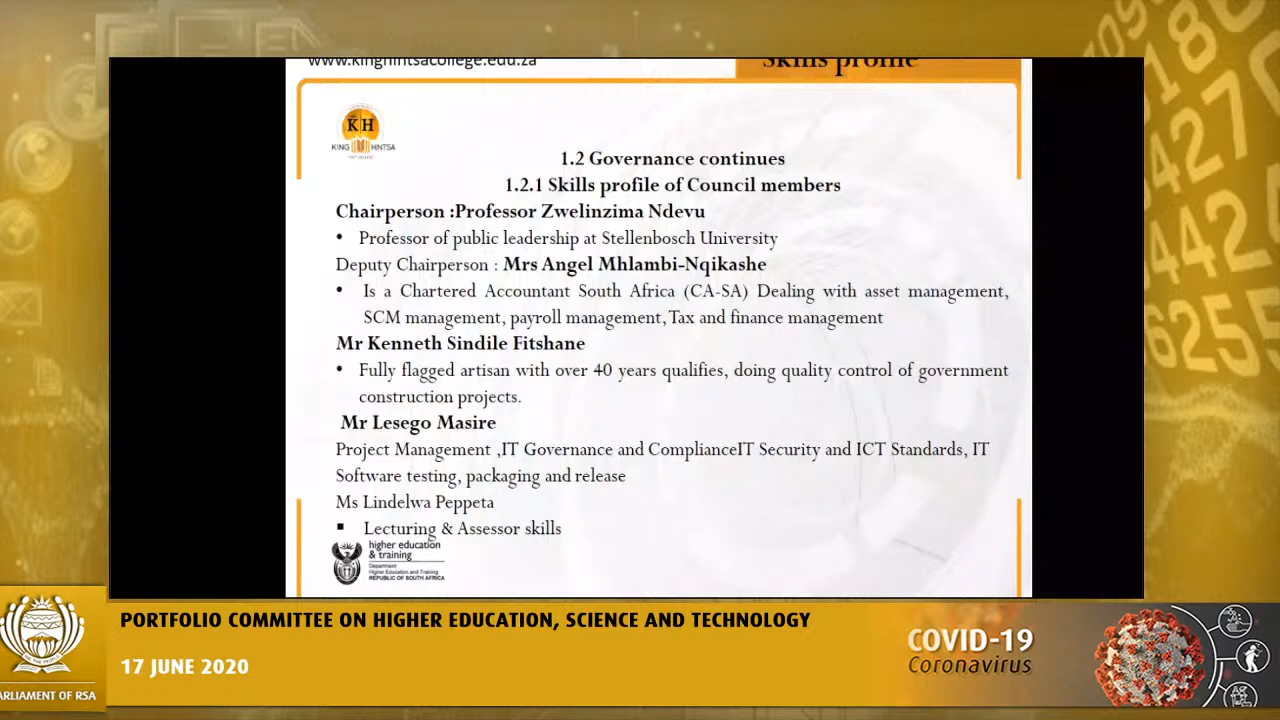 www.kinghintsacollege.edu.za
Skills profile
KH
KING HINTSA
1.2 Governance continues
1.2.1 Skills profile of Council members
Chairperson :Professor Zwelinzima Ndevu
• Professor of public leadership at Stellenbosch University
Deputy Chairperson : Mrs Angel Mhlambi-Nqikashe
• Is a Chartered Accountant South Africa (CA-SA) Dealing with asset management,
SCM management, payroll management, Tax and finance management
Mr Kenneth Sindile Fitshane
• Fully flagged artisan with over 40 years qualifies, doing quality control of government
construction projects.
Mr Lesego Masire
Project Management ,IT Governance and ComplianceIT Security and ICT Standards, IT
Software testing, packaging and release
Ms Lindelwa Peppeta
▪ Lecturing & Assessor skills
higher education
& training
Department:
Higher Education and Training
REPUBLIC OF SOUTH AFRICA
PORTFOLIO COMMITTEE ON HIGHER EDUCATION, SCIENCE AND TECHNOLOGY
17 JUNE 2020
COVID-19
Coronavirus
ARLIAMENT OF RSA